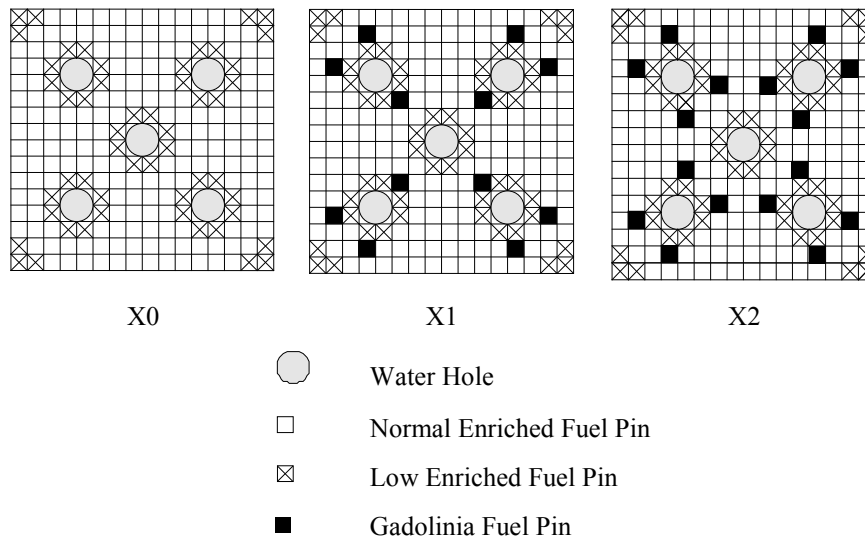 X0 X1 X2
Water Hole
Normal Enriched Fuel Pin
Low Enriched Fuel Pin
Gadolinia Fuel Pin